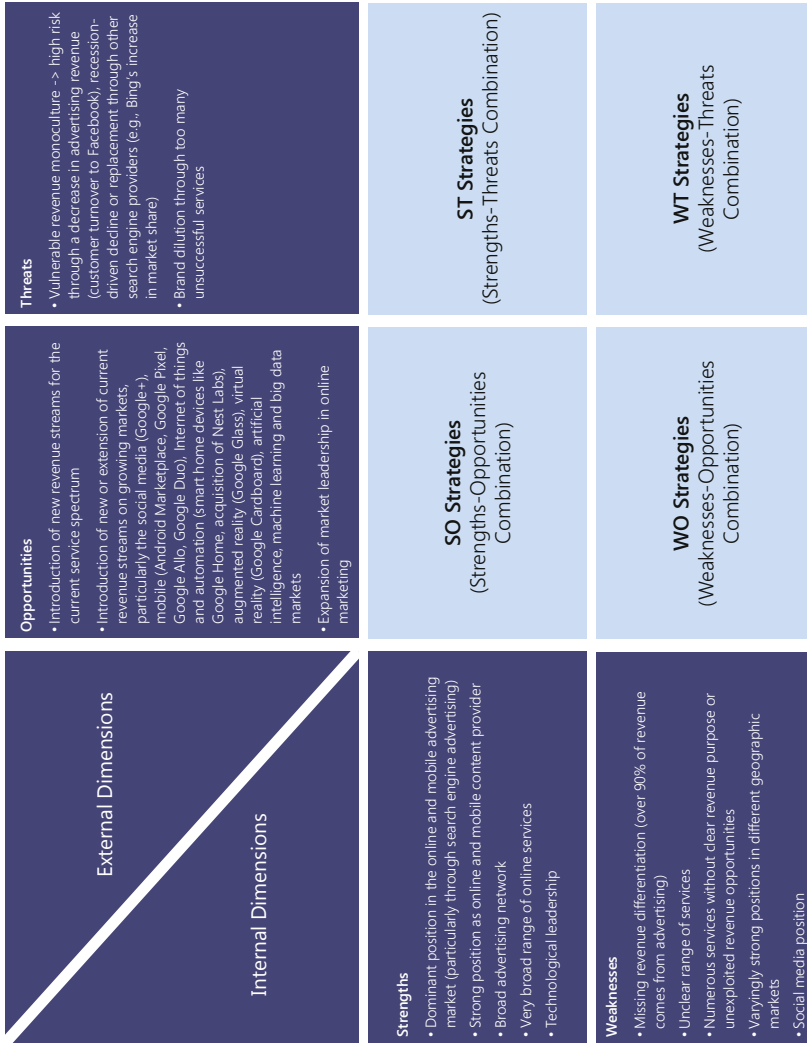 External Dimensions
Internal Dimensions
Opportunities
• Introduction of new revenue streams for the
current service spectrum
• Introduction of new or extension of current
revenue streams on growing markets,
particularly the social media (Google+),
mobile (Android Marketplace, Google Pixel,
Google Allo, Google Duo), Internet of things
and automation (smart home devices like
Google Home, acquisition of Nest Labs),
augmented reality (Google Glass), virtual
reality (Google Cardboard), artificial
intelligence, machine learning and big data
markets
• Expansion of market leadership in online
marketing
Threats
• Vulnerable revenue monoculture -> high risk
through a decrease in advertising revenue
(customer turnover to Facebook), recession-
driven decline or replacement through other
search engine providers (e.g., Bing's increase
in market share)
• Brand dilution through too many
unsuccessful services
Strengths
• Dominant position in the online and mobile advertising
market (particularly through search engine advertising)
• Strong position as online and mobile content provider
• Broad advertising network
• Very broad range of online services
• Technological leadership
SO Strategies
(Strengths-Opportunities
Combination)
ST Strategies
(Strengths-Threats Combination)
Weaknesses
• Missing revenue differentiation (over 90% of revenue
comes from advertising)
• Unclear range of services
• Numerous services without clear revenue purpose or
unexploited revenue opportunities
• Varyingly strong positions in different geographic
markets
• Social media position
WO Strategies
(Weaknesses-Opportunities
Combination)
WT Strategies
(Weaknesses-Threats
Combination)